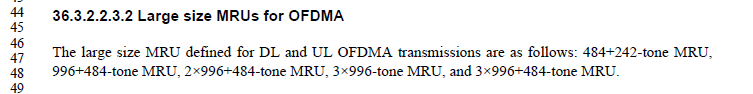 44
45
46
47
48
49
36.3.2.2.3.2 Large size MRUs for OFDMA
The large size MRU defined for DL and UL OFDMA transmissions are as follows: 484+242-tone MRU,
996+484-tone MRU, 2×996+484-tone MRU, 3×996-tone MRU, and 3×996+484-tone MRU.